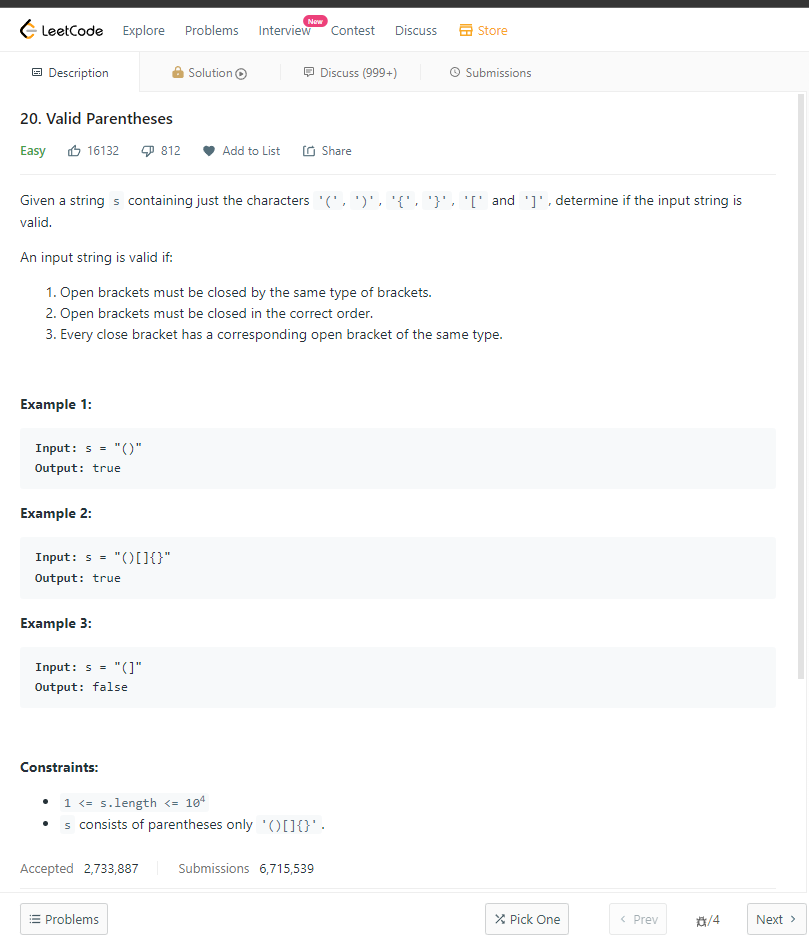 LeetCode Explore Problems Interview New Contest Discuss Store
Description Solution Discuss (999+) Submissions
20. Valid Parentheses
Easy 16132 812 Add to List Share
Given a string s containing just the characters '(', ')', '{', '}', '[' and ']', determine if the input string is
valid.
An input string is valid if:
1. Open brackets must be closed by the same type of brackets.
2. Open brackets must be closed in the correct order.
3. Every close bracket has a corresponding open bracket of the same type.
Example 1:
Input: s = "()"
Output: true
Example 2:
Input: s = "()[]{}"
Output: true
Example 3:
Input: s = "(]"
Output: false
Constraints:
• 1 <= s.length <= 10⁴
• s consists of parentheses only '()[]{}'.
Accepted 2,733,887 Submissions 6,715,539
Problems Pick One < Prev /4 Next >